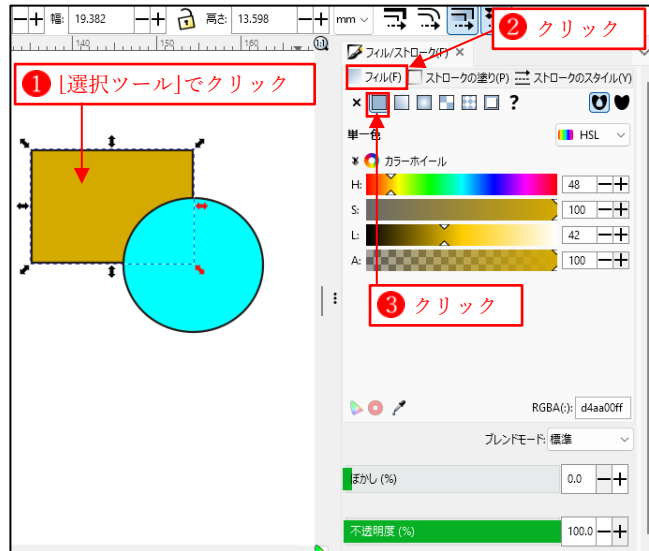 幅: 19.382 高さ: 13.598 mm
140 150 160 1:1
❶ [選択ツール]でクリック
❷ クリック
フィル/ストローク(F) ×
フィル(F) ストロークの塗り(P) ストロークのスタイル(Y)
?
単一色 HSL
カラーホイール
H: 48
S: 100
L: 42
A: 100
❸ クリック
RGBA(:): d4aa00ff
ブレンドモード: 標準
ぼかし (%) 0.0
不透明度 (%) 100.0